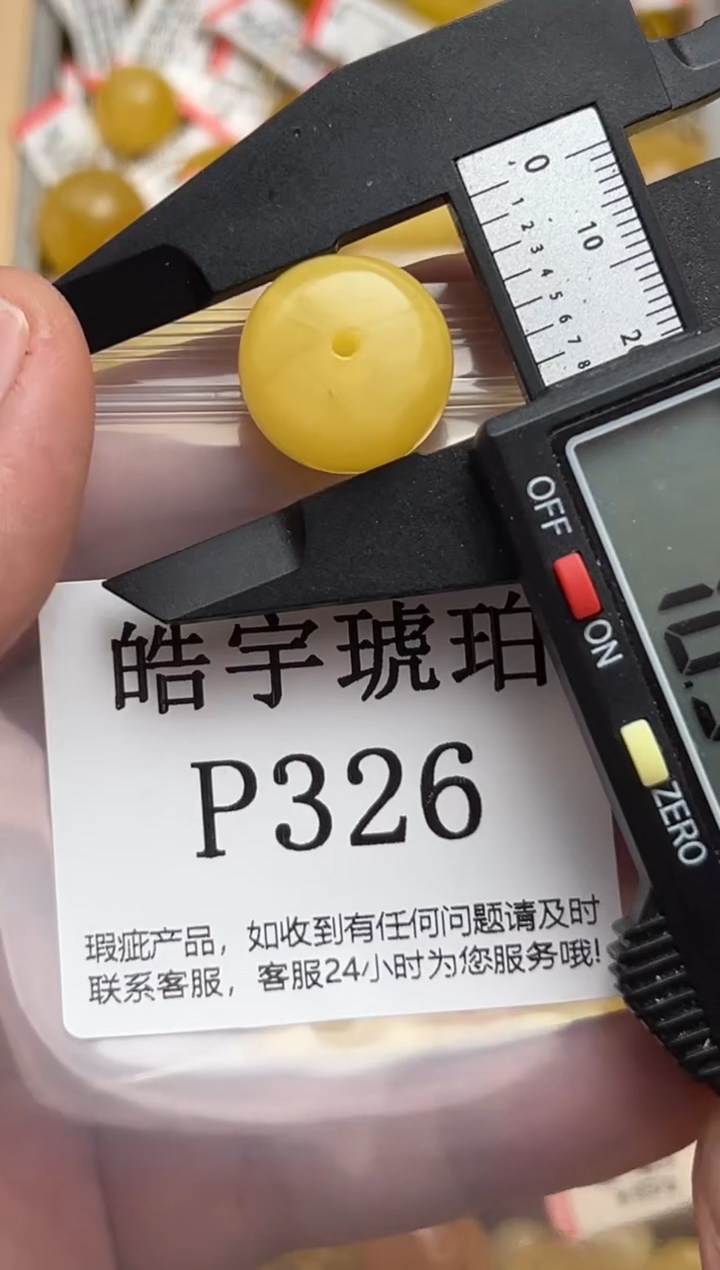 0
1 2 3 4 5 6 7 8
10
OFF
ON
ZERO
皓宇琥珀
P326
瑕疵产品，如收到有任何问题请及时
联系客服，客服24小时为您服务哦!